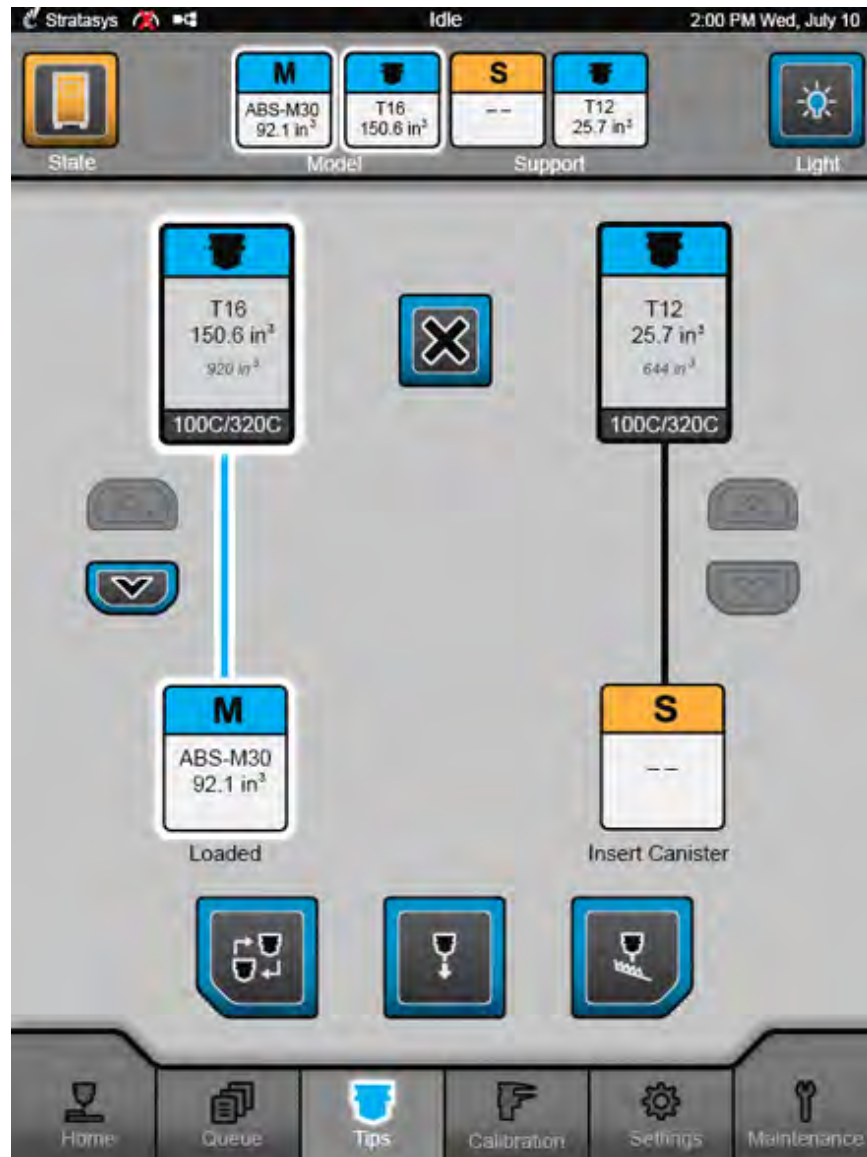 Stratasys Idle 2:00 PM Wed, July 10
M S
ABS-M30 T16 -- T12
92.1 in³ 150.6 in³ 25.7 in³
State Model Support Light
T16 T12
150.6 in³ 25.7 in³
920 in³ 644 in³
100C/320C 100C/320C
M S
ABS-M30 --
92.1 in³
Loaded Insert Canister
Home Queue Tips Calibration Settings Maintenance